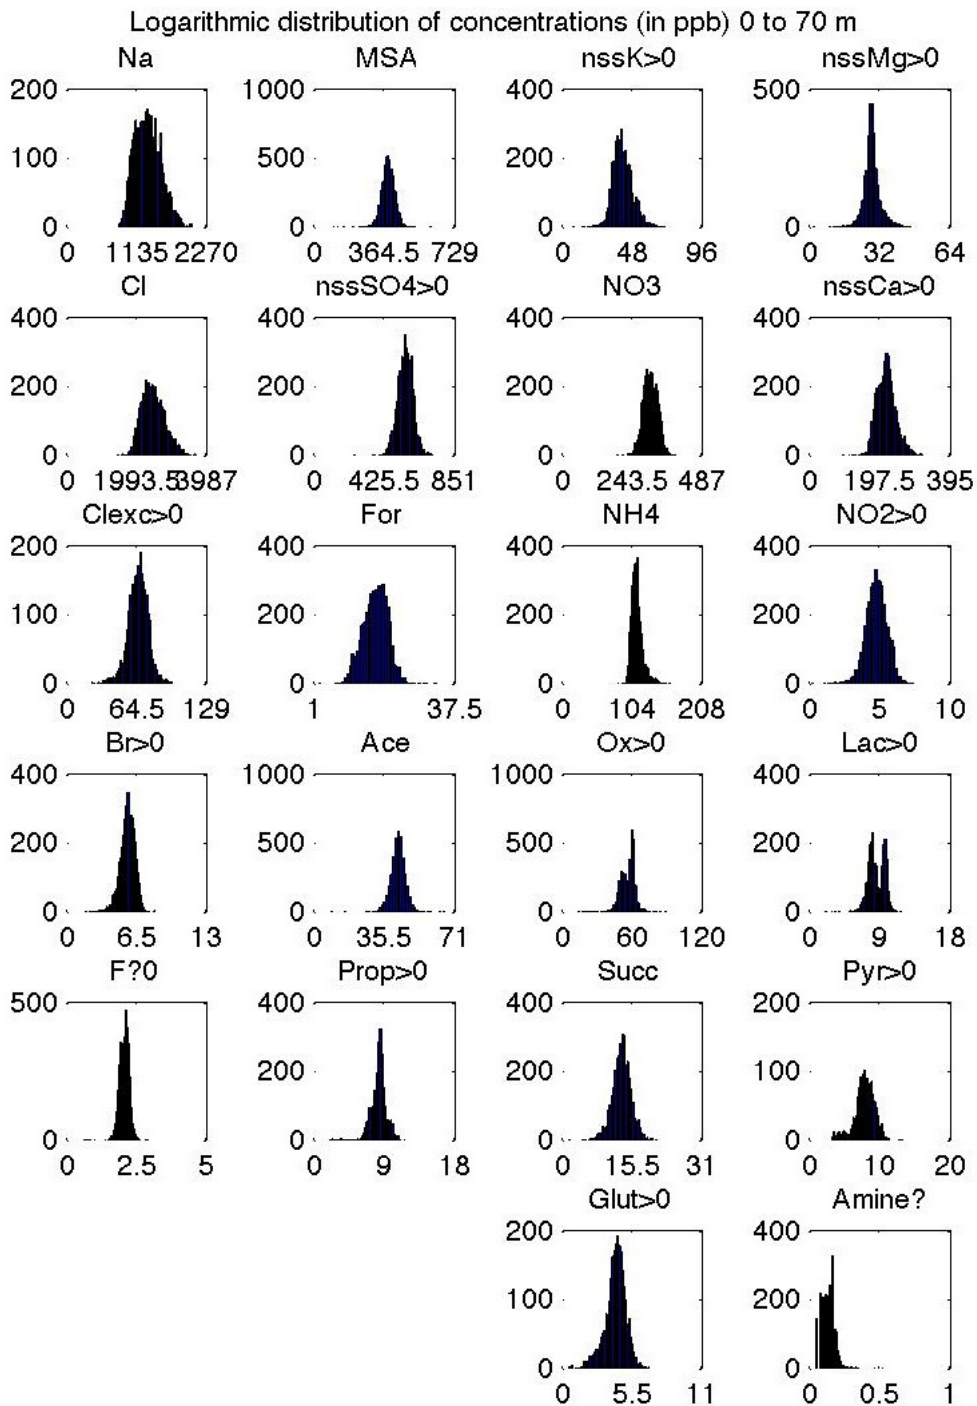 Logarithmic distribution of concentrations (in ppb) 0 to 70 m
Na MSA nssK>0 nssMg>0
200 1000 400 500
100 500 200
0 0 0 0
0 1135 2270 0 364.5 729 0 48 96 0 32 64
Cl nssSO4>0 NO3 nssCa>0
400 400 400 400
200 200 200 200
0 0 0 0
0 1993.5 3987 0 425.5 851 0 243.5 487 0 197.5 395
Clexc>0 For NH4 NO2>0
200 400 400 400
100 200 200 200
0 0 0 0
0 64.5 129 1 37.5 0 104 208 0 5 10
Br>0 Ace Ox>0 Lac>0
400 1000 1000 400
200 500 500 200
0 0 0 0
0 6.5 13 0 35.5 71 0 60 120 0 9 18
F?0 Prop>0 Succ Pyr>0
500 400 400 200
200 200 100
0 0 0 0
0 2.5 5 0 9 18 0 15.5 31 0 10 20
Glut>0 Amine?
200 400
100 200
0 0
0 5.5 11 0 0.5 1